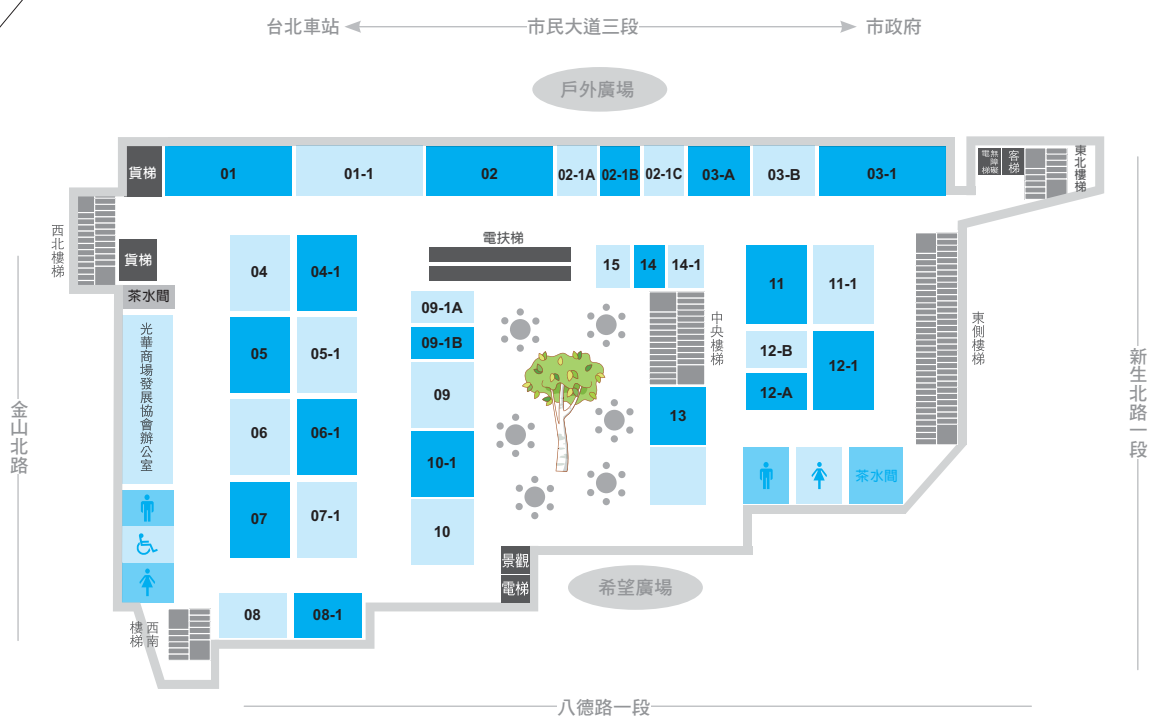 台北車站
市民大道三段
市政府
戶外廣場
貨梯
01
01-1
02
02-1A
02-1B
02-1C
03-A
03-B
03-1
無障礙
電梯
客梯
東北樓梯
西北樓梯
貨梯
茶水間
電扶梯
04
04-1
15
14
14-1
11
11-1
09-1A
09-1B
中央樓梯
東側樓梯
光華商場發展協會辦公室
05
05-1
12-B
12-A
12-1
09
06
06-1
13
10-1
金山北路
新生北路一段
07
07-1
10
茶水間
景觀
電梯
希望廣場
08
08-1
西南
樓梯
八德路一段